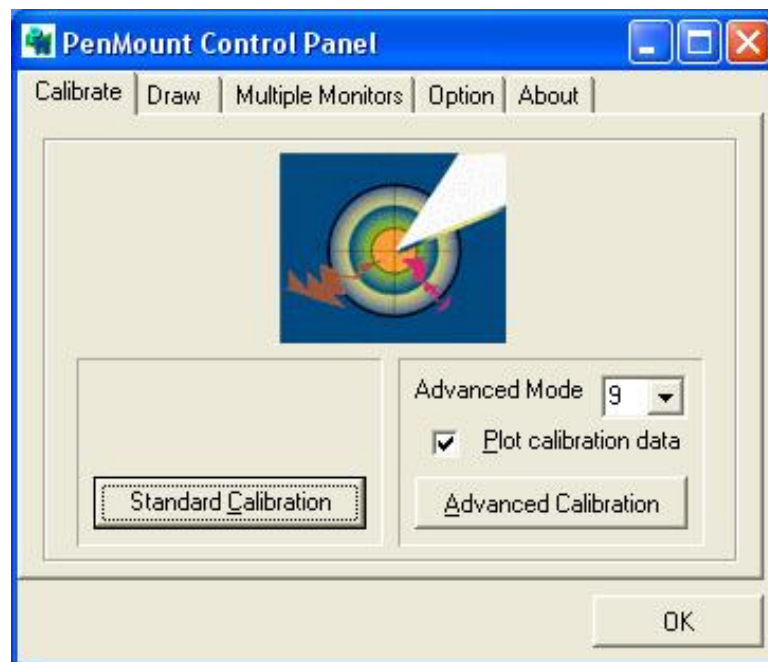 PenMount Control Panel
Calibrate Draw Multiple Monitors Option About
Advanced Mode 9
Plot calibration data
Standard Calibration Advanced Calibration
OK